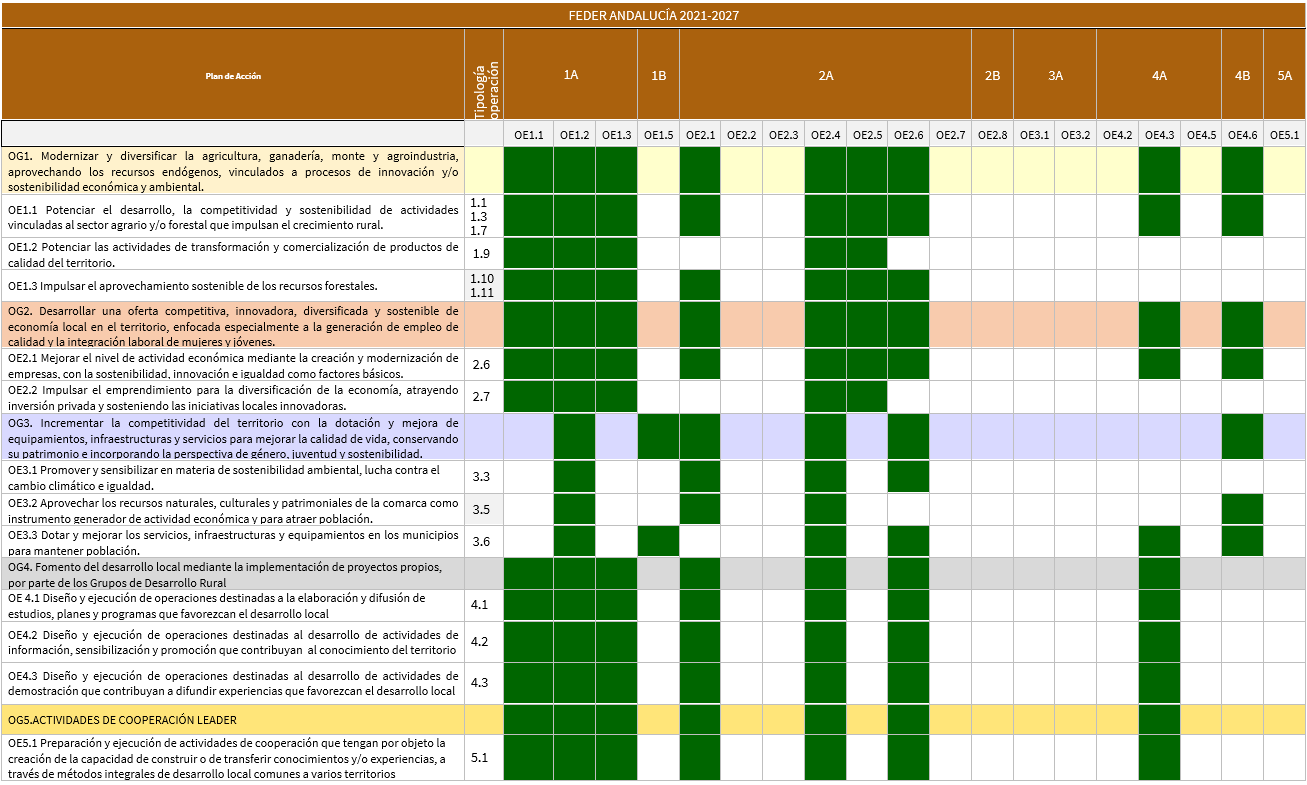 FEDER ANDALUCÍA 2021-2027
Plan de Acción
Tipología
operación
1A
1B
2A
2B
3A
4A
4B
5A
OE1.1 OE1.2 OE1.3 OE1.5 OE2.1 OE2.2 OE2.3 OE2.4 OE2.5 OE2.6 OE2.7 OE2.8 OE3.1 OE3.2 OE4.2 OE4.3 OE4.5 OE4.6 OE5.1
OG1. Modernizar y diversificar la agricultura, ganadería, monte y agroindustria,
aprovechando los recursos endógenos, vinculados a procesos de innovación y/o
sostenibilidad económica y ambiental.
OE1.1 Potenciar el desarrollo, la competitividad y sostenibilidad de actividades
vinculadas al sector agrario y/o forestal que impulsan el crecimiento rural.
1.1
1.3
1.7
OE1.2 Potenciar las actividades de transformación y comercialización de productos de
calidad del territorio.
1.9
OE1.3 Impulsar el aprovechamiento sostenible de los recursos forestales.
1.10
1.11
OG2. Desarrollar una oferta competitiva, innovadora, diversificada y sostenible de
economía local en el territorio, enfocada especialmente a la generación de empleo de
calidad y la integración laboral de mujeres y jóvenes.
OE2.1 Mejorar el nivel de actividad económica mediante la creación y modernización de
empresas, con la sostenibilidad, innovación e igualdad como factores básicos.
2.6
OE2.2 Impulsar el emprendimiento para la diversificación de la economía, atrayendo
inversión privada y sosteniendo las iniciativas locales innovadoras.
2.7
OG3. Incrementar la competitividad del territorio con la dotación y mejora de
equipamientos, infraestructuras y servicios para mejorar la calidad de vida, conservando
su patrimonio e incorporando la perspectiva de género, juventud y sostenibilidad.
OE3.1 Promover y sensibilizar en materia de sostenibilidad ambiental, lucha contra el
cambio climático e igualdad.
3.3
OE3.2 Aprovechar los recursos naturales, culturales y patrimoniales de la comarca como
instrumento generador de actividad económica y para atraer población.
3.5
OE3.3 Dotar y mejorar los servicios, infraestructuras y equipamientos en los municipios
para mantener población.
3.6
OG4. Fomento del desarrollo local mediante la implementación de proyectos propios,
por parte de los Grupos de Desarrollo Rural
OE 4.1 Diseño y ejecución de operaciones destinadas a la elaboración y difusión de
estudios, planes y programas que favorezcan el desarrollo local
4.1
OE4.2 Diseño y ejecución de operaciones destinadas al desarrollo de actividades de
información, sensibilización y promoción que contribuyan al conocimiento del territorio
4.2
OE4.3 Diseño y ejecución de operaciones destinadas al desarrollo de actividades de
demostración que contribuyan a difundir experiencias que favorezcan el desarrollo local
4.3
OG5.ACTIVIDADES DE COOPERACIÓN LEADER
OE5.1 Preparación y ejecución de actividades de cooperación que tengan por objeto la
creación de la capacidad de construir o de transferir conocimientos y/o experiencias, a
través de métodos integrales de desarrollo local comunes a varios territorios
5.1